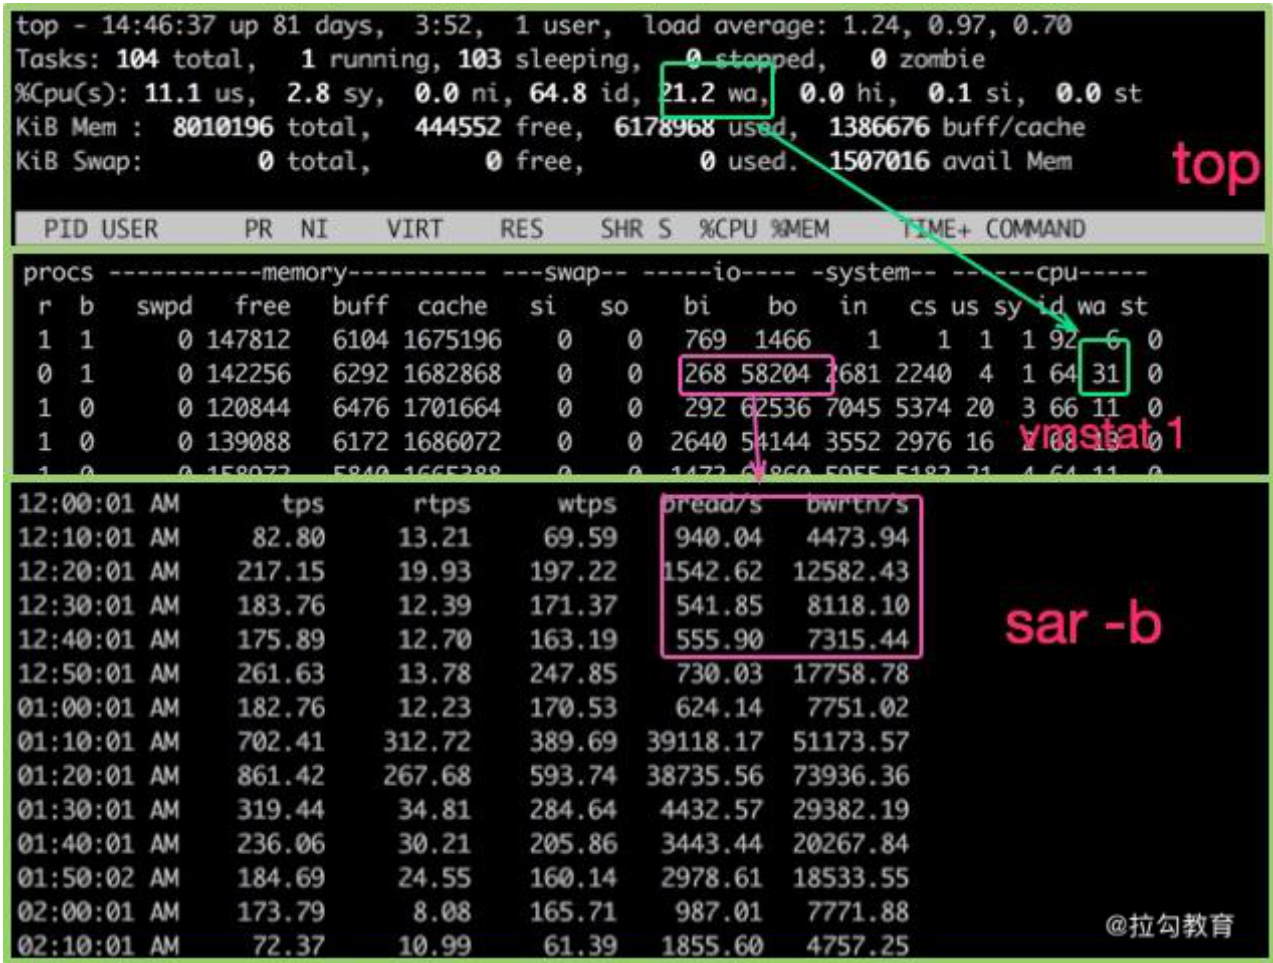 top - 14:46:37 up 81 days,  3:52,  1 user,  load average: 1.24, 0.97, 0.70
Tasks: 104 total,   1 running, 103 sleeping,   0 stopped,   0 zombie
%Cpu(s): 11.1 us,  2.8 sy,  0.0 ni, 64.8 id, 21.2 wa,  0.0 hi,  0.1 si,  0.0 st
KiB Mem :  8010196 total,   444552 free,  6178968 used,  1386676 buff/cache
KiB Swap:        0 total,        0 free,        0 used.  1507016 avail Mem
top
PID USER PR NI VIRT RES SHR S %CPU %MEM TIME+ COMMAND
procs -----------memory---------- ---swap-- -----io---- -system-- ------cpu-----
r b swpd free buff cache si so bi bo in cs us sy id wa st
1 1 0 147812 6104 1675196 0 0 769 1466 1 1 1 1 92 6 0
0 1 0 142256 6292 1682868 0 0 268 58204 2681 2240 4 1 64 31 0
1 0 0 120844 6476 1701664 0 0 292 62536 7045 5374 20 3 66 11 0
1 0 0 139088 6172 1686072 0 0 2640 54144 3552 2976 16 2 68 0
vmstat 1
1 0 0 158972 5840 1665388 0 0 1472 5955 5182 21 4 64 11 0
12:00:01 AM tps rtps wtps bread/s bwrtn/s
12:10:01 AM 82.80 13.21 69.59 940.04 4473.94
12:20:01 AM 217.15 19.93 197.22 1542.62 12582.43
12:30:01 AM 183.76 12.39 171.37 541.85 8118.10
12:40:01 AM 175.89 12.70 163.19 555.90 7315.44
sar -b
12:50:01 AM 261.63 13.78 247.85 730.03 17758.78
01:00:01 AM 182.76 12.23 170.53 624.14 7751.02
01:10:01 AM 702.41 312.72 389.69 39118.17 51173.57
01:20:01 AM 861.42 267.68 593.74 38735.56 73936.36
01:30:01 AM 319.44 34.81 284.64 4432.57 29382.19
01:40:01 AM 236.06 30.21 205.86 3443.44 20267.84
01:50:02 AM 184.69 24.55 160.14 2978.61 18533.55
02:00:01 AM 173.79 8.08 165.71 987.01 7771.88
02:10:01 AM 72.37 10.99 61.39 1855.60 4757.25
@拉勾教育